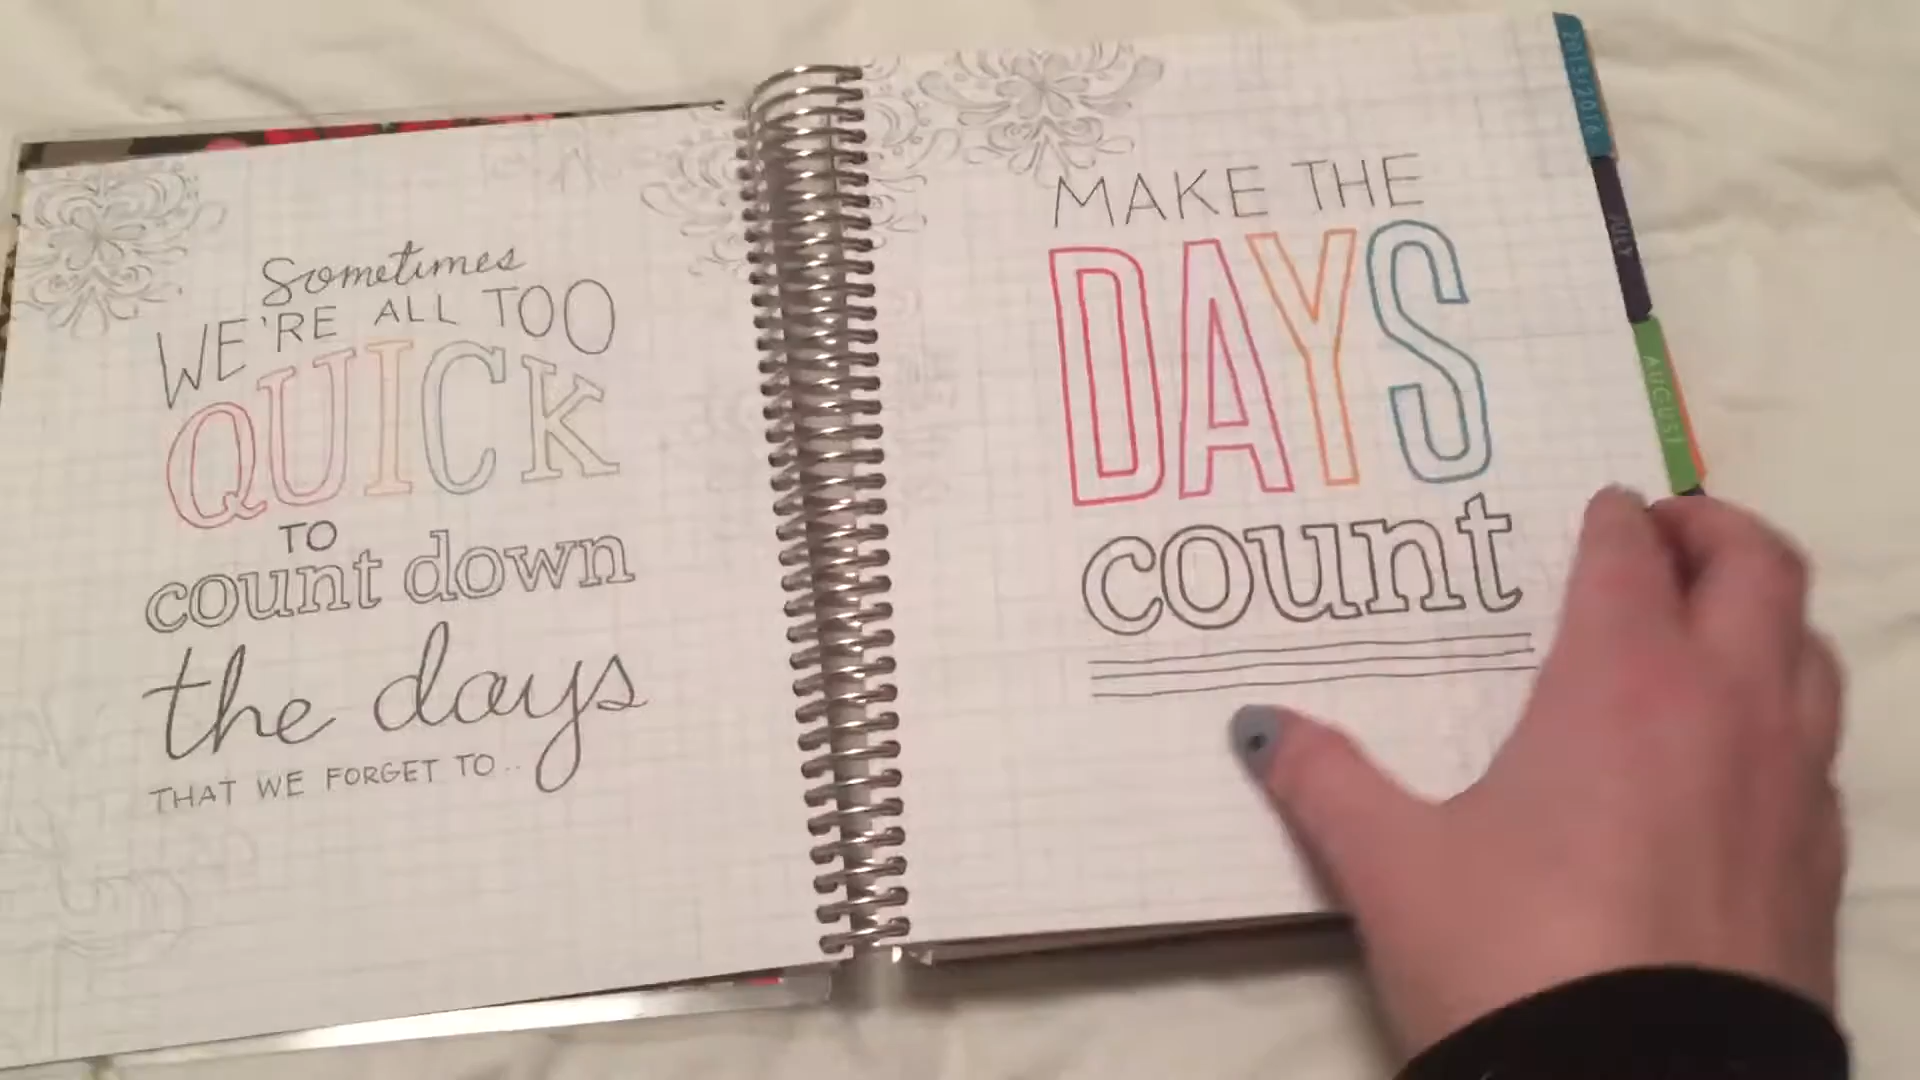 Sometimes
WE'RE ALL TOO
QUICK
TO
count down
the days
THAT WE FORGET TO..
MAKE THE
DAYS
count
2015/2016
JULY
AUGUST